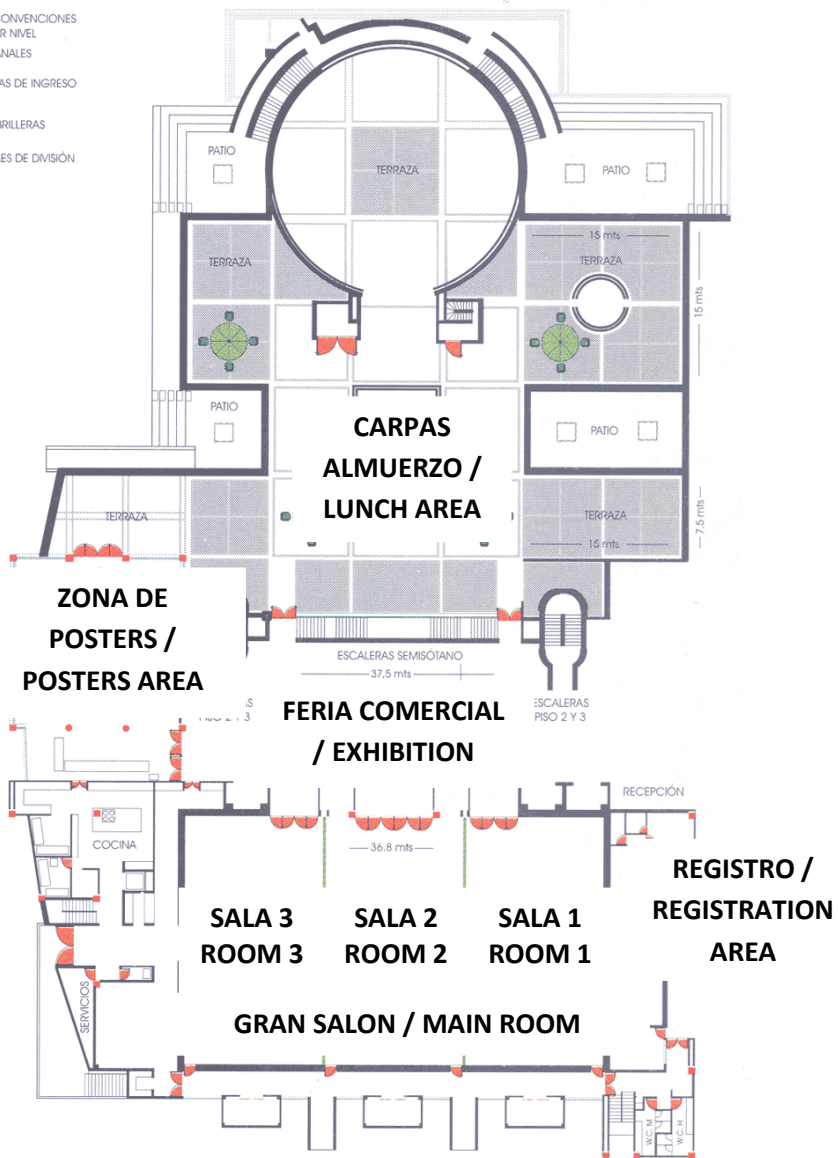 CONVENCIONES
R NIVEL
ANALES
AS DE INGRESO
BRILLERAS
ES DE DIVISIÓN
PATIO
TERRAZA
PATIO
TERRAZA
15 mts
TERRAZA
15 mts
PATIO
CARPAS
ALMUERZO /
LUNCH AREA
PATIO
TERRAZA
TERRAZA
15 mts
7.5 mts
ZONA DE
POSTERS /
POSTERS AREA
ESCALERAS SEMISÓTANO
37,5 mts
FERIA COMERCIAL
/ EXHIBITION
ESCALERAS
PISO 2 Y 3
RECEPCIÓN
COCINA
36.8 mts
REGISTRO /
REGISTRATION
AREA
SALA 3
ROOM 3
SALA 2
ROOM 2
SALA 1
ROOM 1
SERVICIOS
GRAN SALON / MAIN ROOM
W.C. M
W.C. H